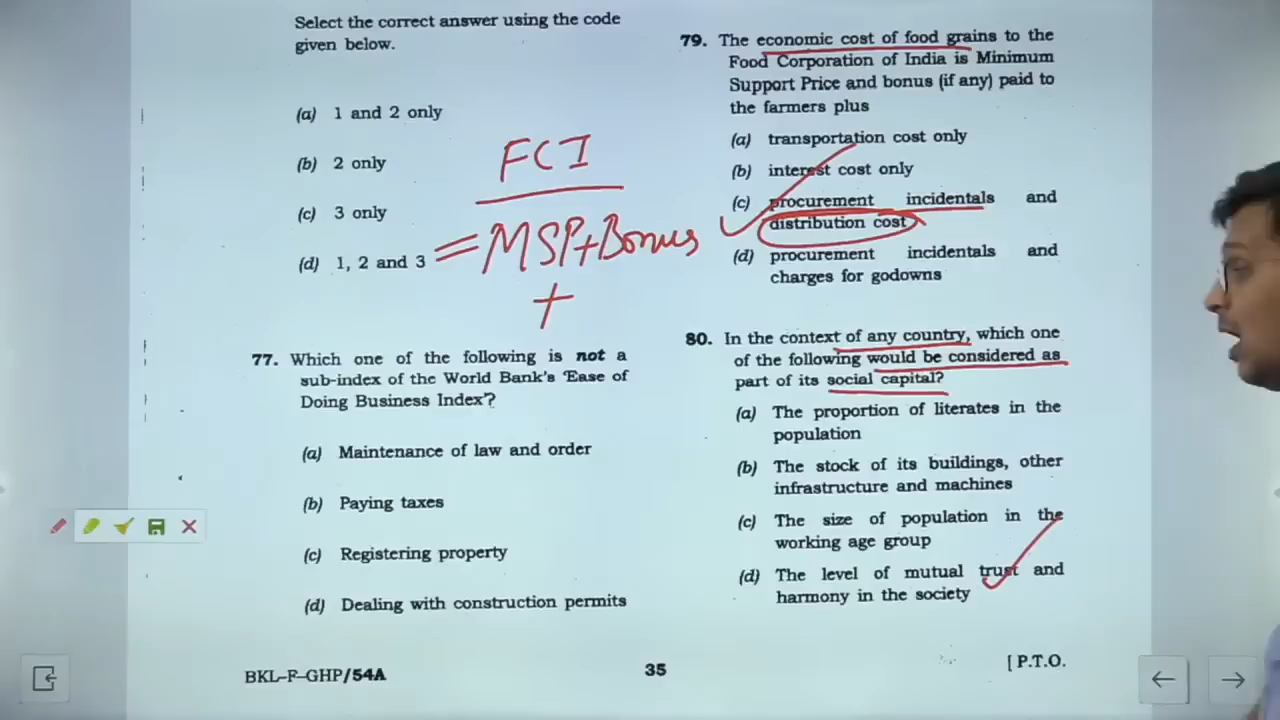 Select the correct answer using the code
given below.
(a) 1 and 2 only
(b) 2 only
(c) 3 only
(d) 1, 2 and 3
FCI
= MSP+Bonus
+
77. Which one of the following is not a
sub-index of the World Bank's 'Ease of
Doing Business Index'?
(a) Maintenance of law and order
(b) Paying taxes
(c) Registering property
(d) Dealing with construction permits
79. The economic cost of food grains to the
Food Corporation of India is Minimum
Support Price and bonus (if any) paid to
the farmers plus
(a) transportation cost only
(b) interest cost only
(c) procurement incidentals and
distribution cost
(d) procurement incidentals and
charges for godowns
80. In the context of any country, which one
of the following would be considered as
part of its social capital?
(a) The proportion of literates in the
population
(b) The stock of its buildings, other
infrastructure and machines
(c) The size of population in the
working age group
(d) The level of mutual trust and
harmony in the society
BKL-F-GHP/54A
35
[ P.T.O.